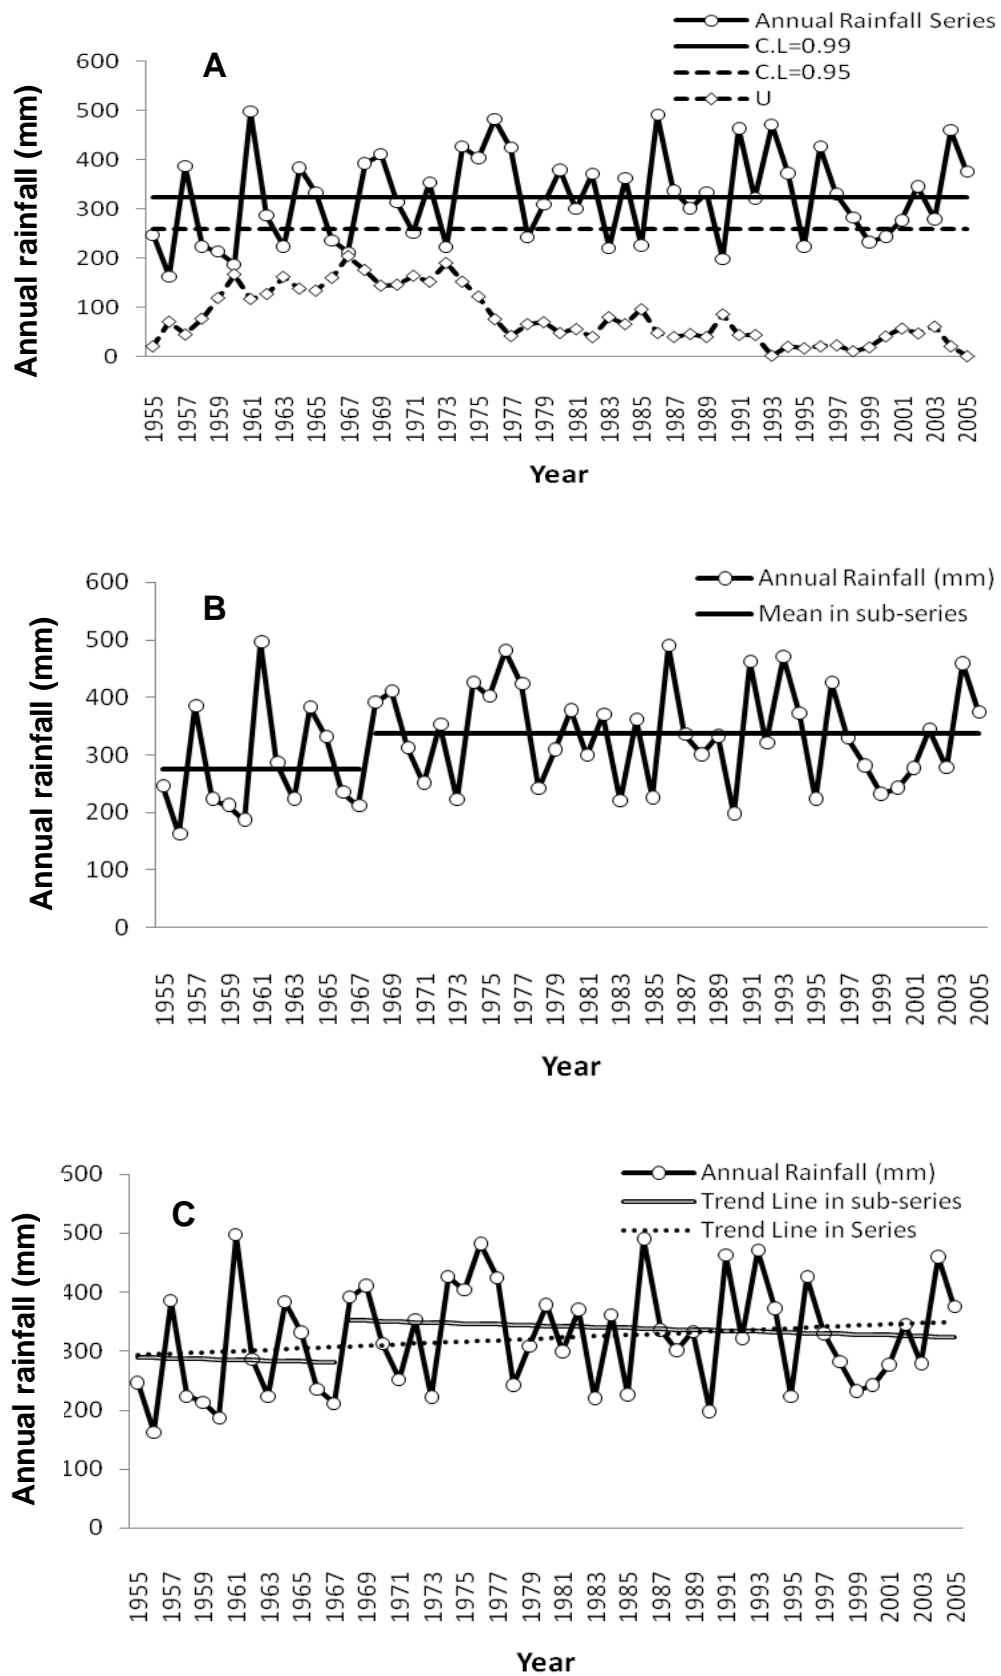 Annual Rainfall Series
C.L=0.99
C.L=0.95
U
A
Annual rainfall (mm)
600
500
400
300
200
100
0
1955 1957 1959 1961 1963 1965 1967 1969 1971 1973 1975 1977 1979 1981 1983 1985 1987 1989 1991 1993 1995 1997 1999 2001 2003 2005
Year
Annual Rainfall (mm)
Mean in sub-series
B
Annual rainfall (mm)
600
500
400
300
200
100
0
1955 1957 1959 1961 1963 1965 1967 1969 1971 1973 1975 1977 1979 1981 1983 1985 1987 1989 1991 1993 1995 1997 1999 2001 2003 2005
Year
Annual Rainfall (mm)
Trend Line in sub-series
Trend Line in Series
C
Annual rainfall (mm)
600
500
400
300
200
100
0
1955 1957 1959 1961 1963 1965 1967 1969 1971 1973 1975 1977 1979 1981 1983 1985 1987 1989 1991 1993 1995 1997 1999 2001 2003 2005
Year